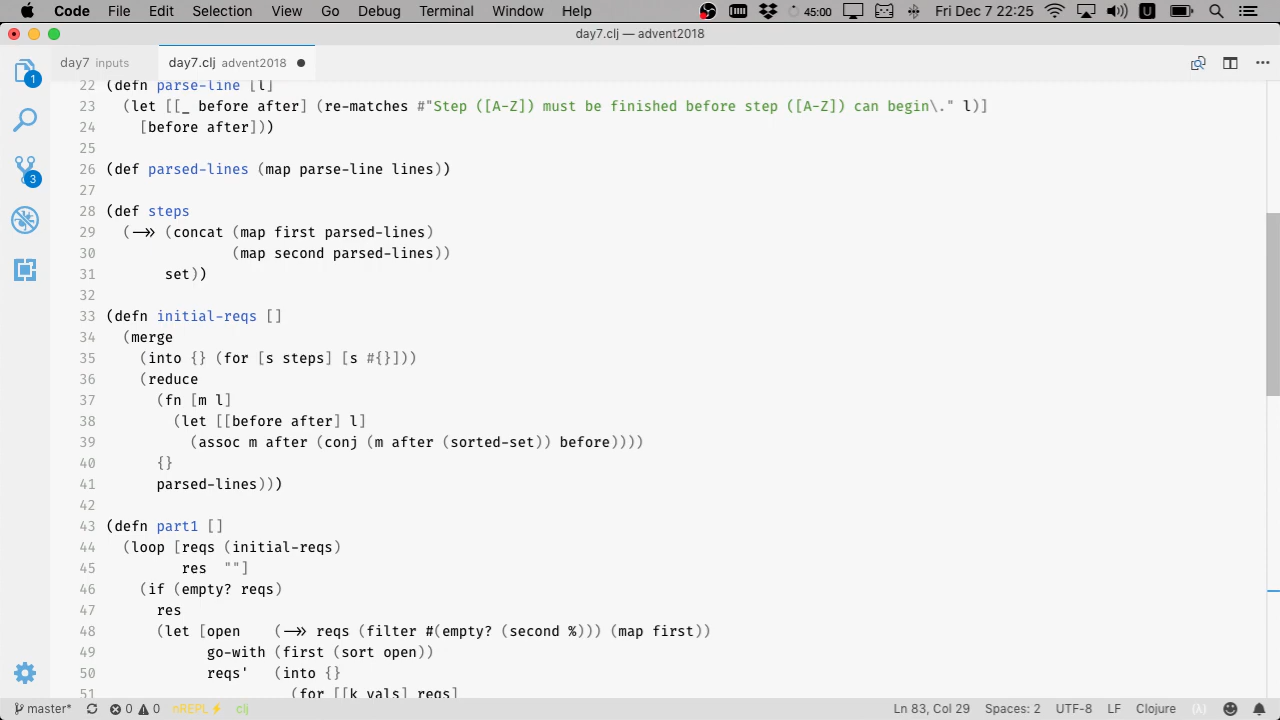 Code File Edit Selection View Go Debug Terminal Window Help 45:00 U Fri Dec 7 22:25
day7.clj — advent2018
day7 inputs day7.clj advent2018
1
3
22 (defn parse-line [l]
23 (let [[_ before after] (re-matches #"Step ([A-Z]) must be finished before step ([A-Z]) can begin\." l)]
24 [before after]))
25
26 (def parsed-lines (map parse-line lines))
27
28 (def steps
29 (->> (concat (map first parsed-lines)
30 (map second parsed-lines))
31 set))
32
33 (defn initial-reqs []
34 (merge
35 (into {} (for [s steps] [s #{}]))
36 (reduce
37 (fn [m l]
38 (let [[before after] l]
39 (assoc m after (conj (m after (sorted-set)) before))))
40 {}
41 parsed-lines)))
42
43 (defn part1 []
44 (loop [reqs (initial-reqs)
45 res ""]
46 (if (empty? reqs)
47 res
48 (let [open (->> reqs (filter #(empty? (second %))) (map first))
49 go-with (first (sort open))
50 reqs' (into {}
51 (for [[k vals] reqs]
master* 0 0 nREPL⚡ clj Ln 83, Col 29 Spaces: 2 UTF-8 LF Clojure (λ)